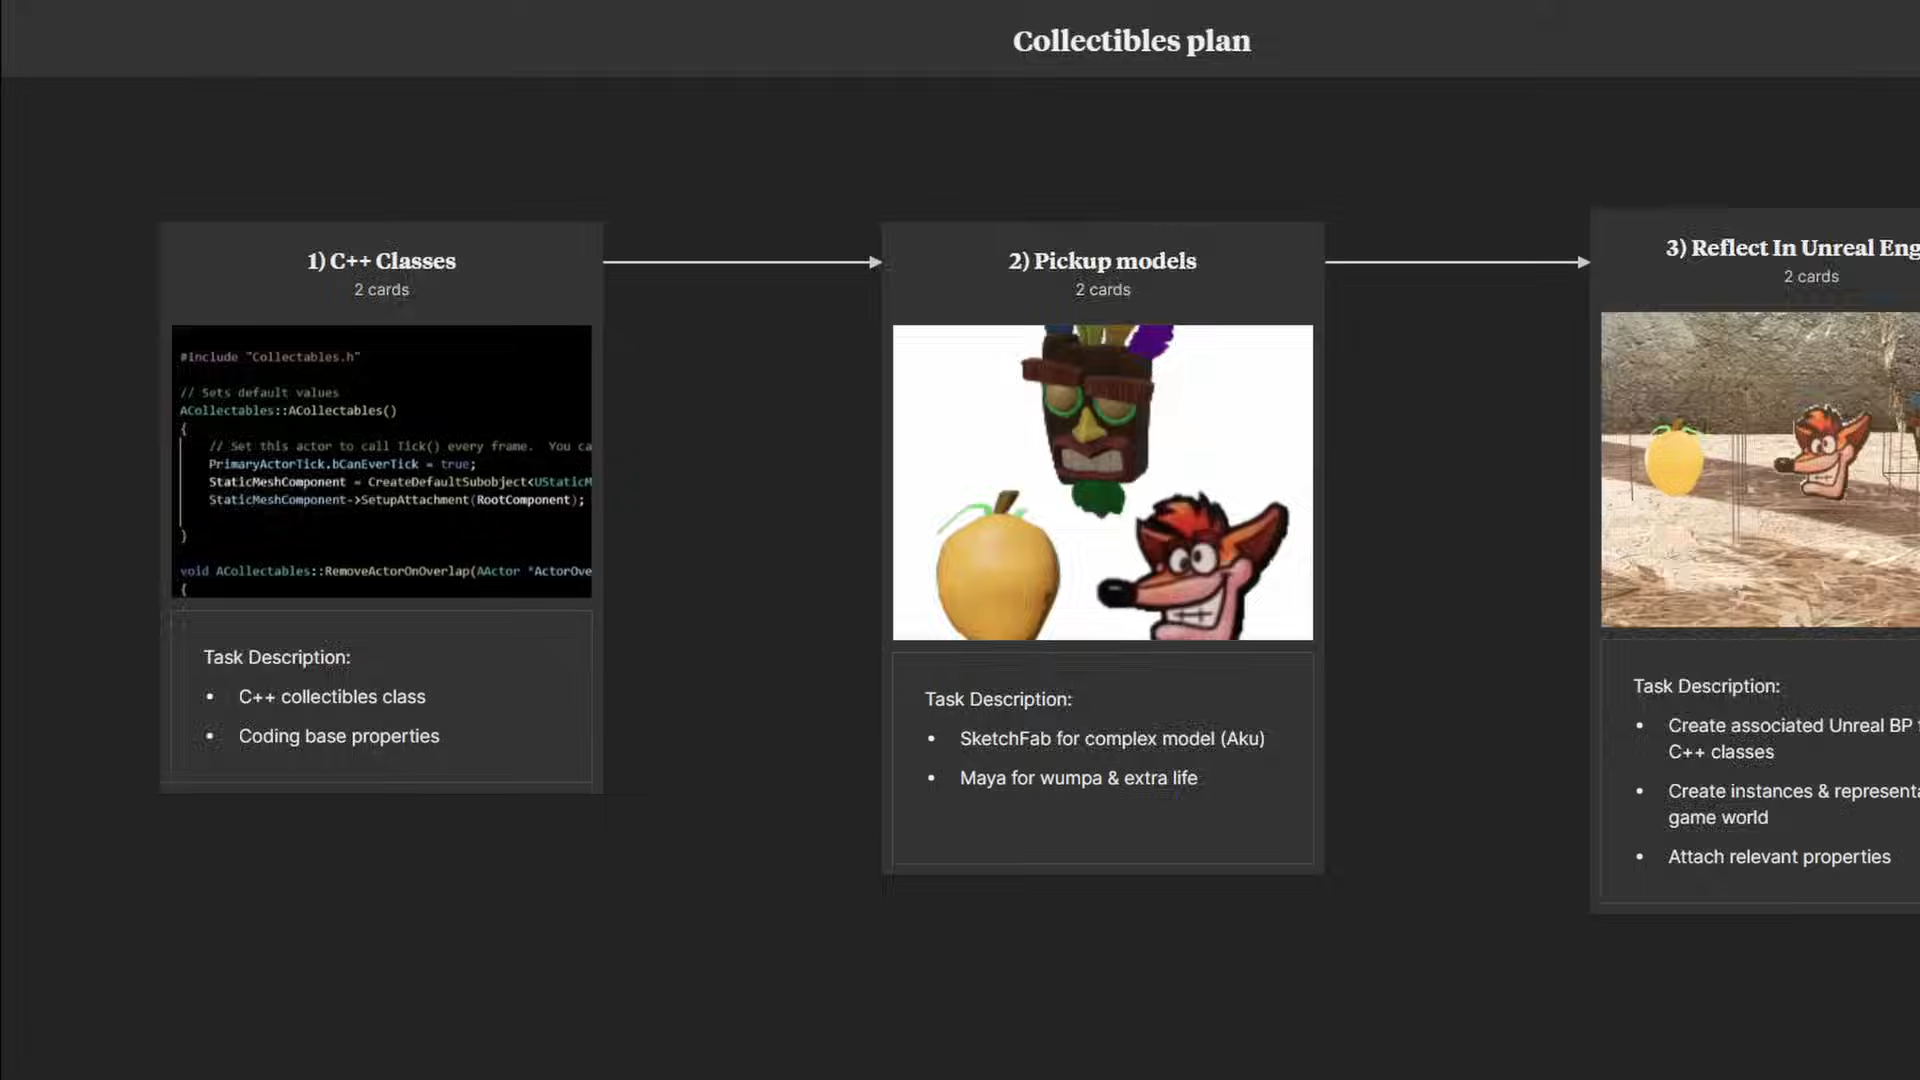 Collectibles plan
1) C++ Classes
2 cards
#include "Collectables.h"
// Sets default values
ACollectables::ACollectables()
{
// Set this actor to call Tick() every frame. You ca
PrimaryActorTick.bCanEverTick = true;
StaticMeshComponent = CreateDefaultSubobject<UStaticM
StaticMeshComponent->SetupAttachment(RootComponent);
}
void ACollectables::RemoveActorOnOverlap(AActor *ActorOve
{
Task Description:
• C++ collectibles class
• Coding base properties
2) Pickup models
2 cards
Task Description:
• SketchFab for complex model (Aku)
• Maya for wumpa & extra life
3) Reflect In Unreal Eng
2 cards
Task Description:
• Create associated Unreal BP
C++ classes
• Create instances & representa
game world
• Attach relevant properties